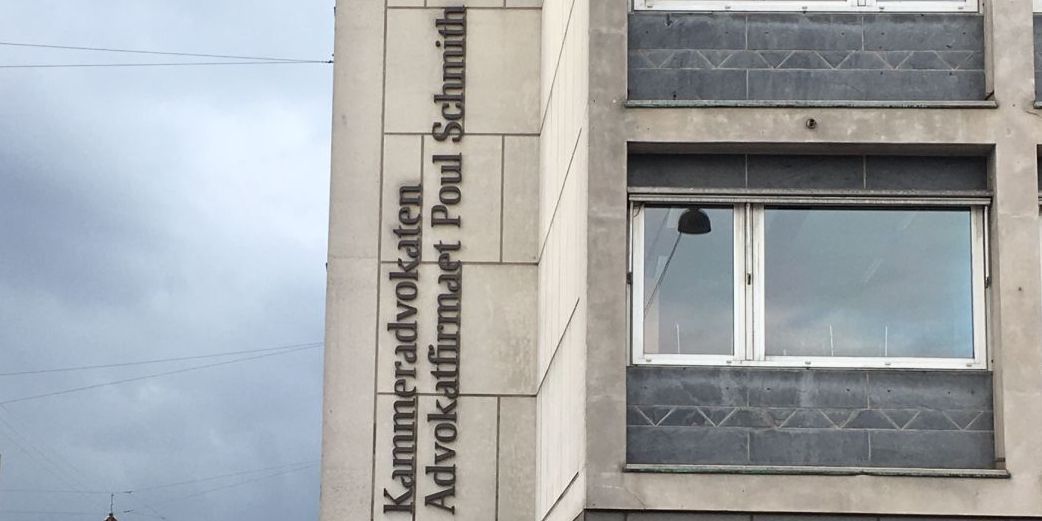 Kammeradvokaten
Advokatfirmaet Poul Schmith